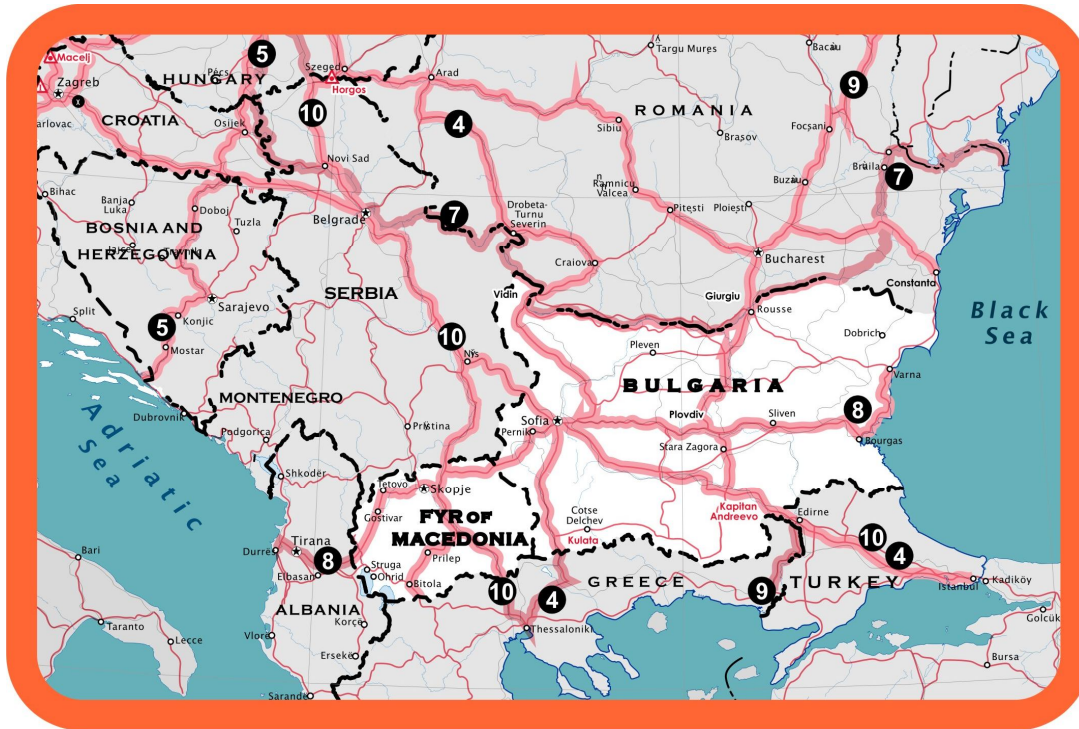 Macelj
Zagreb
arlovac
CROATIA
Pécs
HUNGARY
5
Szeged
Horgos
10
Arad
4
Targu Mureș
Bacău
9
ROMANIA
Sibiu
Brașov
Focșani
Osijek
Novi Sad
Brăila
7
Ramnicu
Valcea
Buzău
Bihac
Banja
Luka
Doboj
Tuzla
Belgrade
7
Drobeta-
Turnu
Severin
Pitești
Ploiești
BOSNIA AND
HERZEGOVINA
Craiova
Bucharest
Sarajevo
SERBIA
Vidin
Giurgiu
Constanta
Split
5
Konjic
Mostar
10
Rousse
Black
Sea
Dobrich
Niš
Pleven
BULGARIA
Varna
MONTENEGRO
Adriatic
Sea
Dubrovnik
Podgorica
Priština
Sofia
Pernik
Plovdiv
Sliven
8
Bourgas
Stara Zagora
Shkodër
Tetovo
Skopje
Gostivar
FYR OF
MACEDONIA
Cotse
Delchev
Kulata
Kapitan
Andreevo
Edirne
Bari
Durrës
Tirana
8
Elbasan
Struga
Ohrid
Prilep
Bitola
10
4
GREECE
9
TURKEY
10
4
Istanbul
Kadiköy
Golcük
ALBANIA
Korçë
Taranto
Lecce
Vlorë
Thessaloniki
Ersekë
Bursa
Sarandë